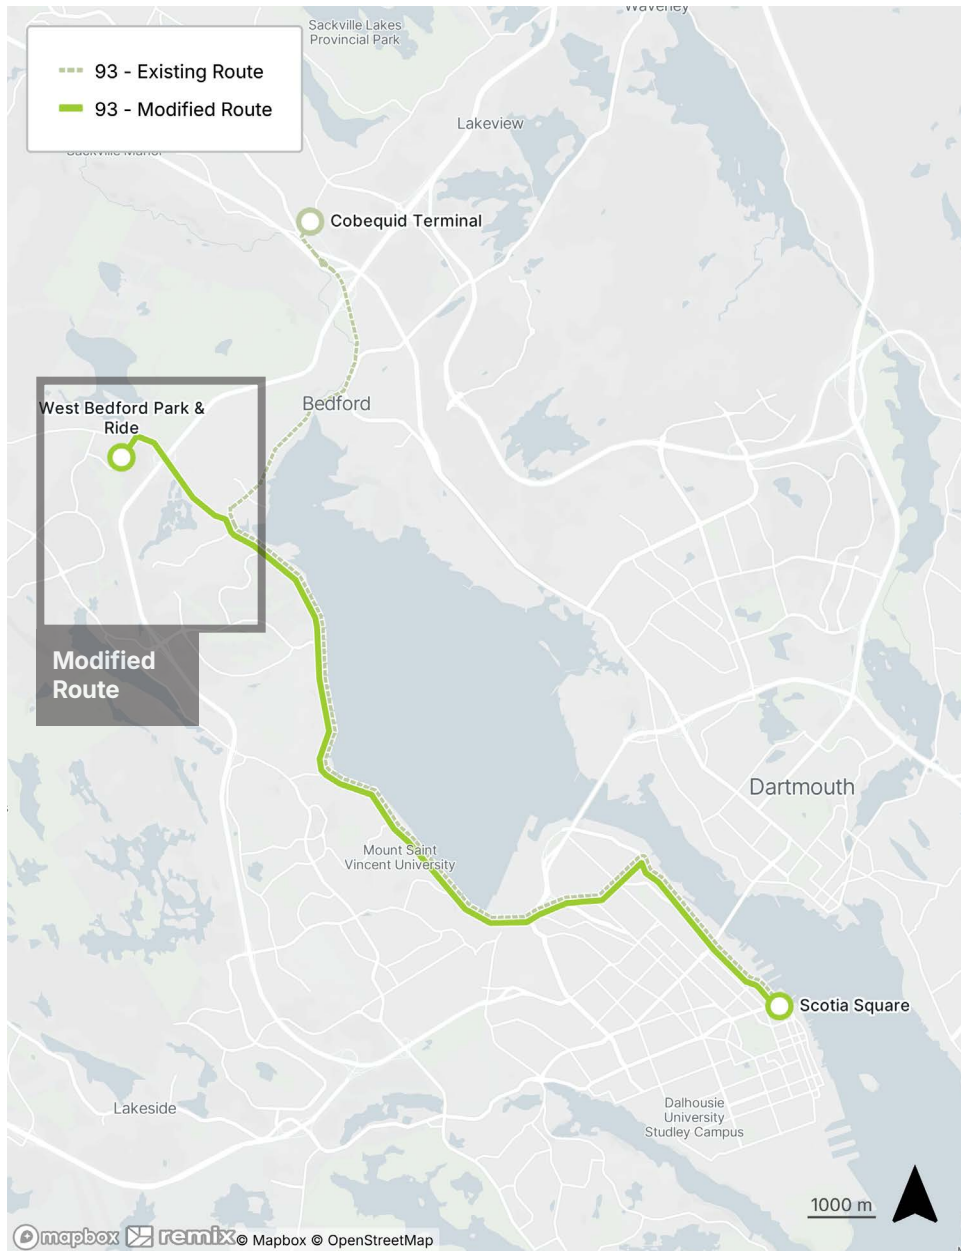 Waverley
Sackville Lakes
Provincial Park
93 - Existing Route
93 - Modified Route
Lakeview
Sackville Manor
Cobequid Terminal
West Bedford Park &
Ride
Bedford
Modified
Route
Dartmouth
Mount Saint
Vincent University
Scotia Square
Lakeside
Dalhousie
University
Studley Campus
1000 m
mapbox remix © Mapbox © OpenStreetMap